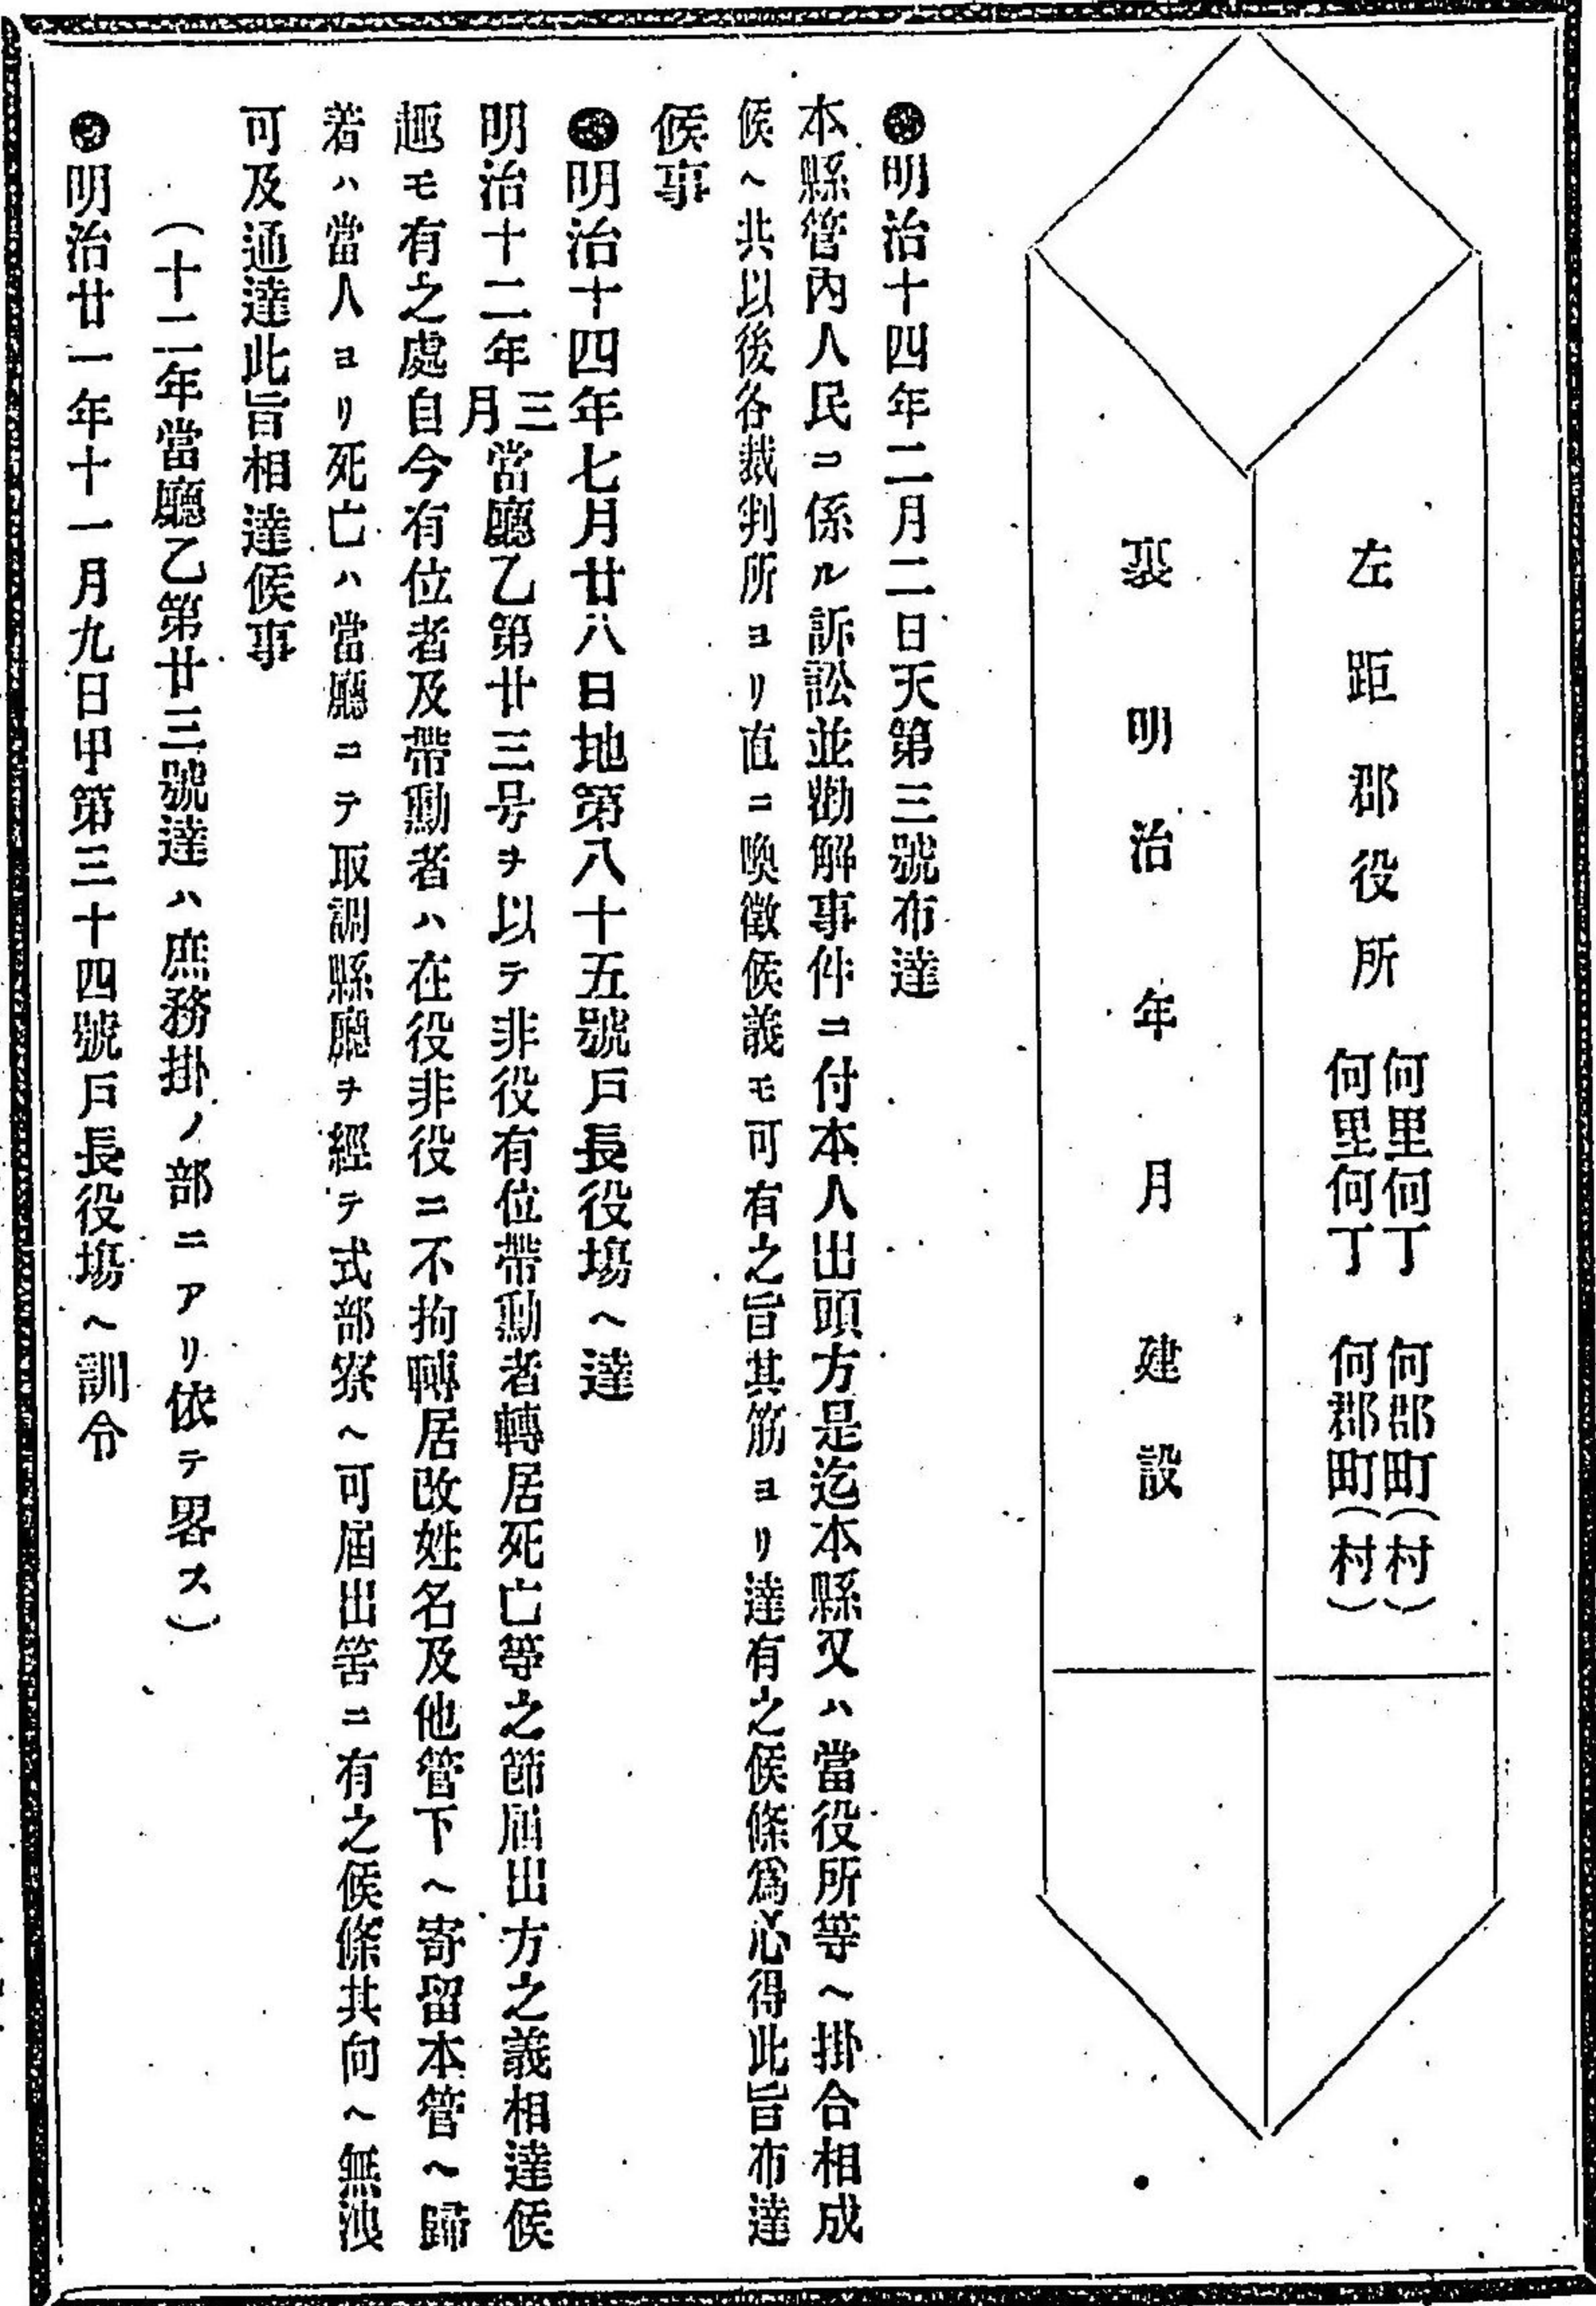 左距郡役所 何里何丁 何郡町(村)
何里何丁 何郡町(村)
裏明治年月建設
●明治十四年二月二日天第三號布達
本縣管內人民ニ係ル訴訟並勸解事件ニ付本人出頭方是迄本縣又ハ當役所等ヘ掛合相成
候ヘ共以後各裁判所ヨリ直ニ喚徵候義モ可有之旨其筋ヨリ達有之候條爲心得此旨布達
候事
●明治十四年七月廿八日地第八十五號戶長役塲ヘ達
明治十二年三月當廳乙第廿三号ヲ以テ非役有位帶勳者轉居死亡等之節屆出方之義相達候
趣モ有之處自今有位者及帶勳者ハ在役非役ニ不拘轉居改姓名及他管下ヘ寄留本管ヘ歸
着ハ當人ヨリ死亡ハ當廳ニテ取調縣廳ヲ經テ式部寮ヘ可屆出筈ニ有之候條其向ヘ無洩
可及通達此旨相達候事
(十二年當廳乙第廿三號達ハ庶務掛ノ部ニアリ依テ畧ス)
●明治廿一年十一月九日甲第三十四號戶長役塲ヘ訓令